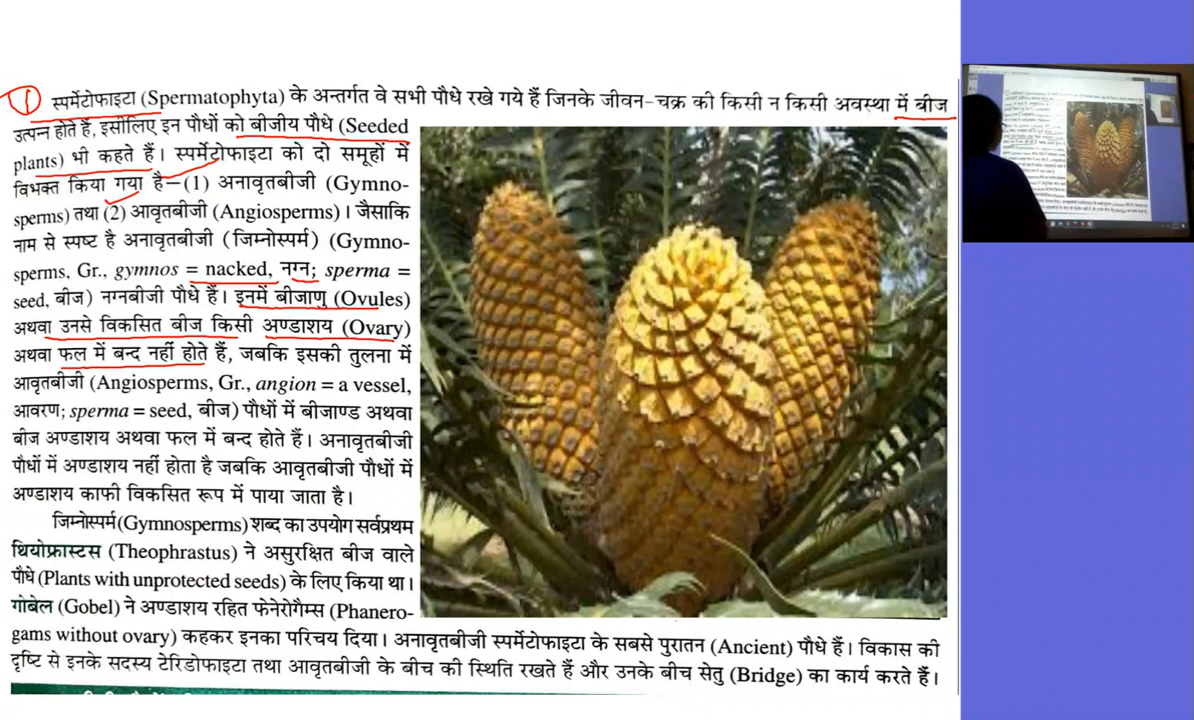 स्पर्मेटोफाइटा (Spermatophyta) के अन्तर्गत वे सभी पौधे रखे गये हैं जिनके जीवन-चक्र की किसी न किसी अवस्था में बीज
उत्पन्न होते हैं, इसीलिए इन पौधों को बीजीय पौधे (Seeded
plants) भी कहते हैं। स्पर्मेटोफाइटा को दो समूहों में
विभक्त किया गया है—(1) अनावृतबीजी (Gymno-
sperms) तथा (2) आवृतबीजी (Angiosperms)। जैसाकि
नाम से स्पष्ट है अनावृतबीजी (जिम्नोस्पर्म) (Gymno-
sperms, Gr., gymnos = nacked, नग्न; sperma =
seed, बीज) नग्नबीजी पौधे हैं। इनमें बीजाणु (Ovules)
अथवा उनसे विकसित बीज किसी अण्डाशय (Ovary)
अथवा फल में बन्द नहीं होते हैं, जबकि इसकी तुलना में
आवृतबीजी (Angiosperms, Gr., angion = a vessel,
आवरण; sperma = seed, बीज) पौधों में बीजाण्ड अथवा
बीज अण्डाशय अथवा फल में बन्द होते हैं। अनावृतबीजी
पौधों में अण्डाशय नहीं होता है जबकि आवृतबीजी पौधों में
अण्डाशय काफी विकसित रूप में पाया जाता है।
जिम्नोस्पर्म (Gymnosperms) शब्द का उपयोग सर्वप्रथम
थियोफ्रास्टस (Theophrastus) ने असुरक्षित बीज वाले
पौधे (Plants with unprotected seeds) के लिए किया था।
गोबेल (Gobel) ने अण्डाशय रहित फेनेरोगैम्स (Phanero-
gams without ovary) कहकर इनका परिचय दिया। अनावृतबीजी स्पर्मेटोफाइटा के सबसे पुरातन (Ancient) पौधे हैं। विकास की
दृष्टि से इनके सदस्य टेरिडोफाइटा तथा आवृतबीजी के बीच की स्थिति रखते हैं और उनके बीच सेतु (Bridge) का कार्य करते हैं।